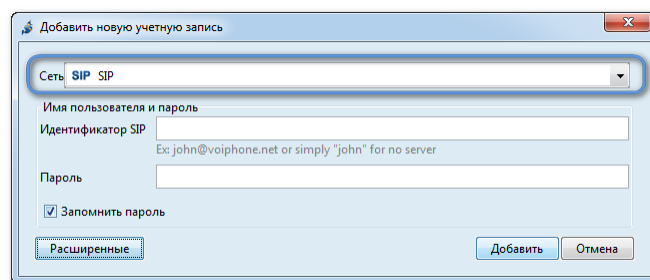 Добавить новую учетную запись
Сеть SIP SIP
Имя пользователя и пароль
Идентификатор SIP
Ex: john@voiphone.net or simply "john" for no server
Пароль
Запомнить пароль
Расширенные Добавить Отмена